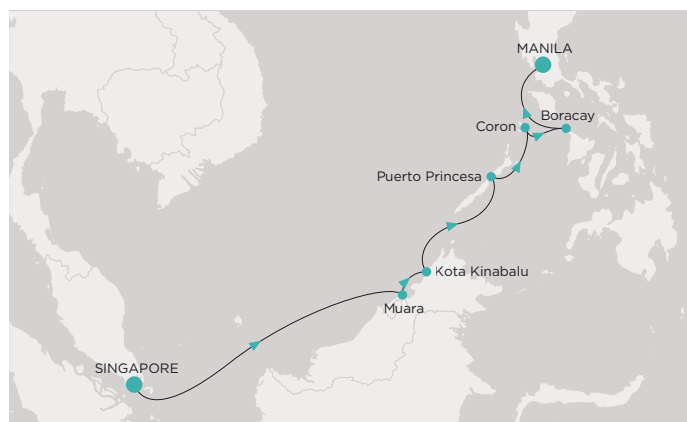 MANILA
Boracay
Coron
Puerto Princesa
Kota Kinabalu
Muara
SINGAPORE